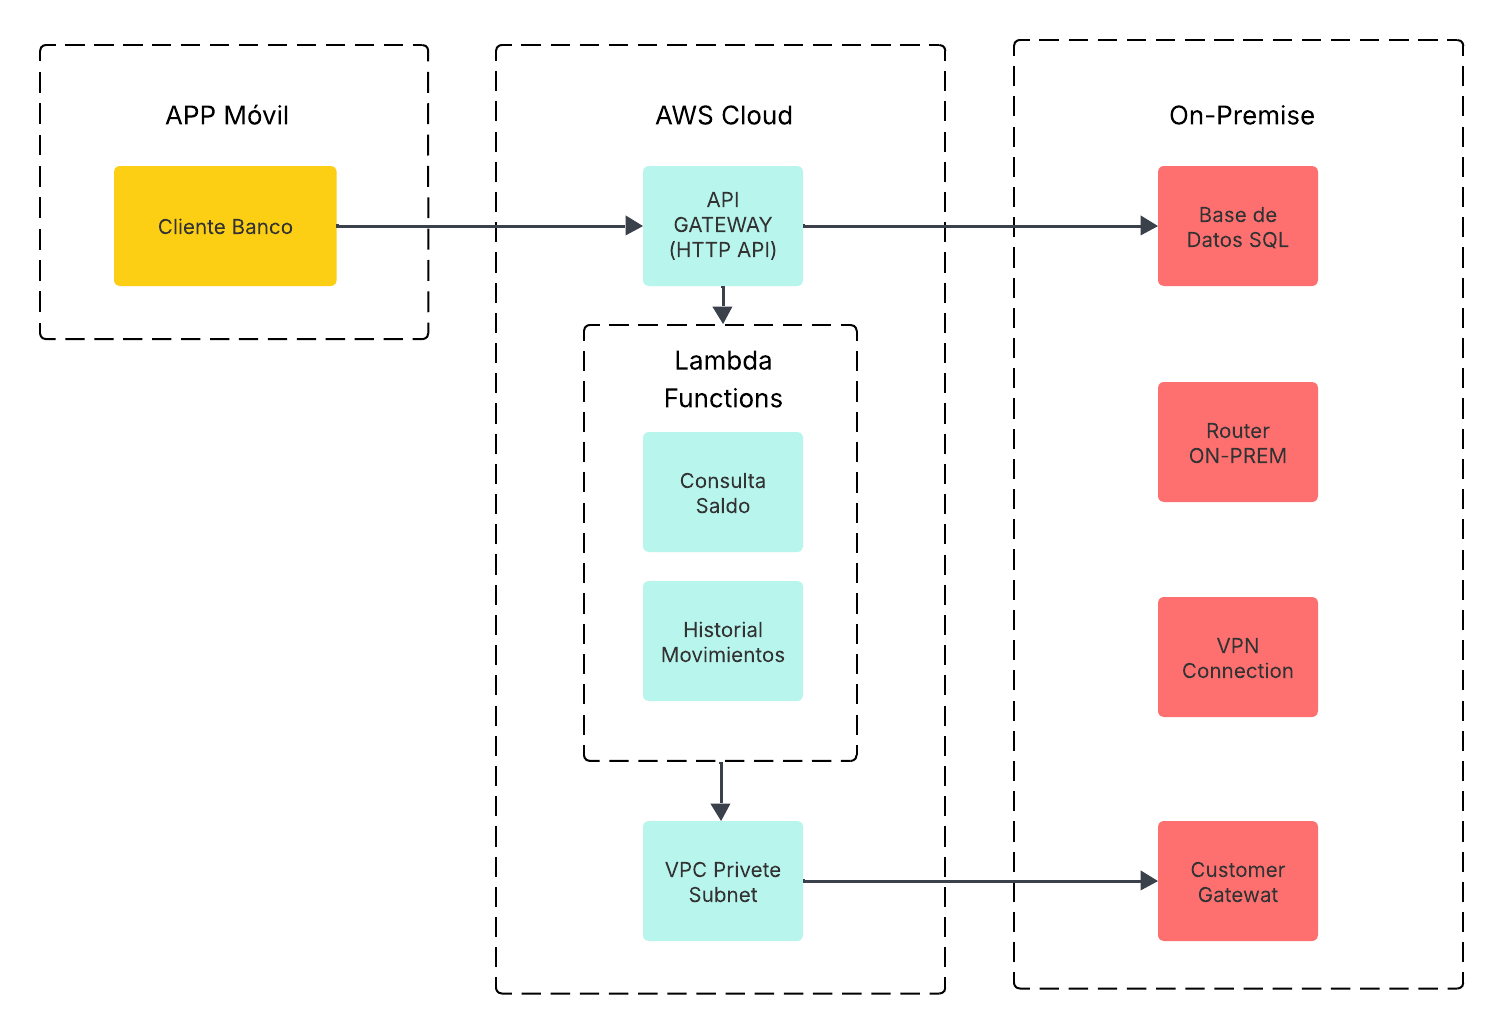 APP Móvil
Cliente Banco
AWS Cloud
API
GATEWAY
(HTTP API)
Lambda
Functions
Consulta
Saldo
Historial
Movimientos
VPC Privete
Subnet
On-Premise
Base de
Datos SQL
Router
ON-PREM
VPN
Connection
Customer
Gatewat